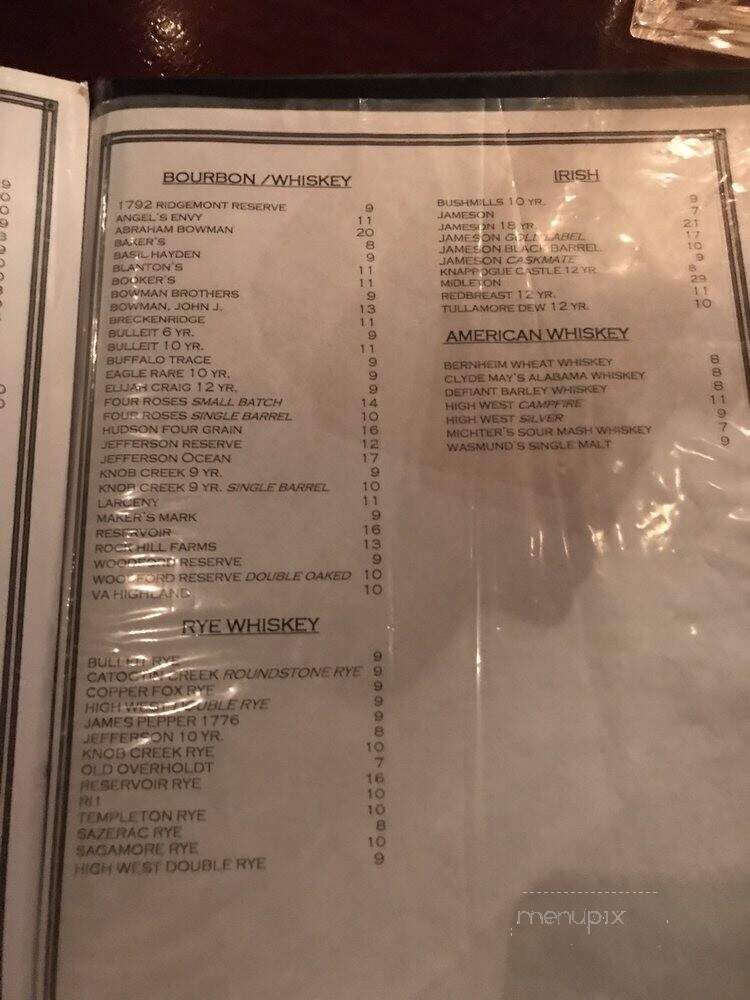 BOURBON /WHISKEY
1792 RIDGEMONT RESERVE 9
ANGEL'S ENVY 11
ABRAHAM BOWMAN 20
BAKER'S 8
BASIL HAYDEN 9
BLANTON'S 11
BOOKER'S 11
BOWMAN BROTHERS 9
BOWMAN, JOHN J. 13
BRECKENRIDGE 11
BULLEIT 6 YR. 9
BULLEIT 10 YR. 11
BUFFALO TRACE 9
EAGLE RARE 10 YR. 9
ELIJAH CRAIG 12 YR. 9
FOUR ROSES SMALL BATCH 14
FOUR ROSES SINGLE BARREL 10
HUDSON FOUR GRAIN 16
JEFFERSON RESERVE 12
JEFFERSON OCEAN 17
KNOB CREEK 9 YR. 9
KNOB CREEK 9 YR. SINGLE BARREL 10
LARCENY 11
MAKER'S MARK 9
RESERVOIR 16
ROCK HILL FARMS 13
WOODFORD RESERVE 9
WOODFORD RESERVE DOUBLE OAKED 10
VA HIGHLAND 10
RYE WHISKEY
BULLEIT RYE 9
CATOCTIN CREEK ROUNDSTONE RYE 9
COPPER FOX RYE 9
HIGH WEST DOUBLE RYE 9
JAMES PEPPER 1776 9
JEFFERSON 10 YR. 8
KNOB CREEK RYE 10
OLD OVERHOLDT 7
RESERVOIR RYE 16
RI1 10
TEMPLETON RYE 10
SAZERAC RYE 8
SAGAMORE RYE 10
HIGH WEST DOUBLE RYE 9
IRISH
BUSHMILLS 10 YR. 9
JAMESON 7
JAMESON 18 YR. 21
JAMESON GOLD LABEL 17
JAMESON BLACK BARREL 10
JAMESON CASKMATE 9
KNAPPOGUE CASTLE 12 YR 8
MIDLETON 29
REDBREAST 12 YR. 11
TULLAMORE DEW 12 YR. 10
AMERICAN WHISKEY
BERNHEIM WHEAT WHISKEY 8
CLYDE MAY'S ALABAMA WHISKEY 8
DEFIANT BARLEY WHISKEY 8
HIGH WEST CAMPFIRE 11
HIGH WEST SILVER 9
MICHTER'S SOUR MASH WHISKEY 7
WASMUND'S SINGLE MALT 9
menupix